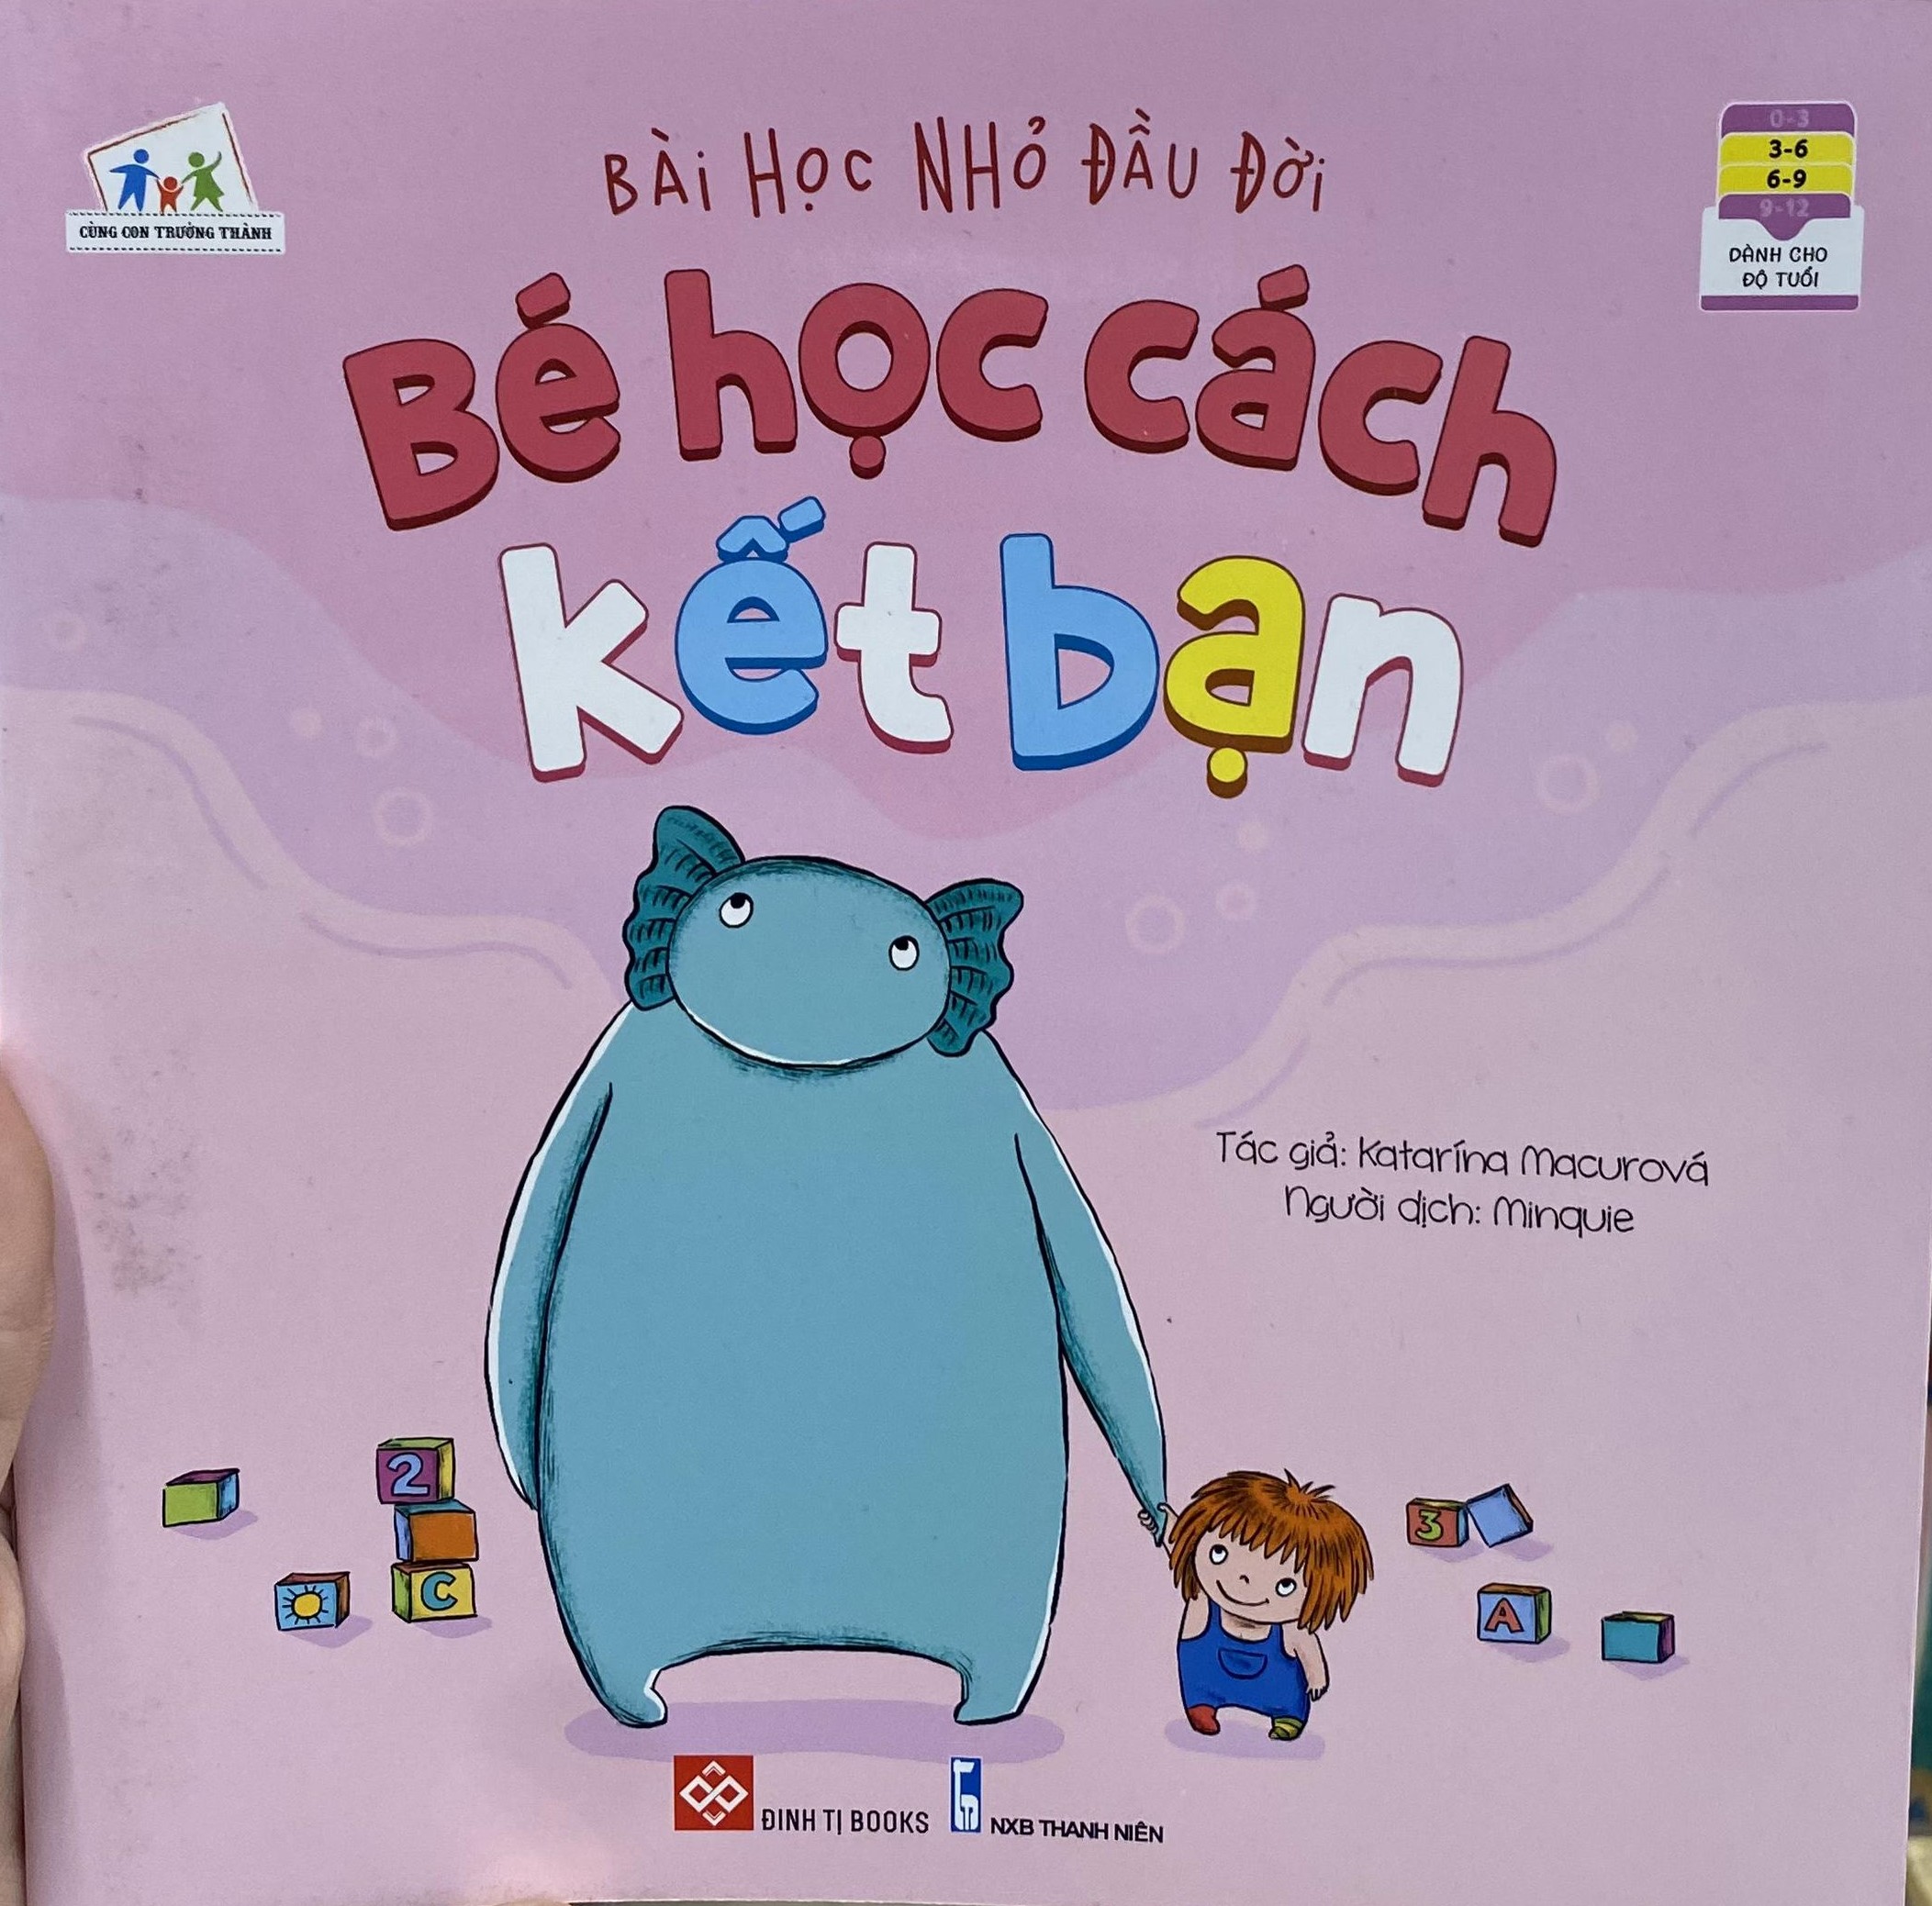 BÀI HỌC NHỎ ĐẦU ĐỜI
CÙNG CON TRƯỞNG THÀNH
0-3
3-6
6-9
9-12
DÀNH CHO
ĐỘ TUỔI
Bé học cách
kết bạn
Tác giả: Katarína Macurová
Người dịch: Minquie
2
C
3
A
ĐINH TỊ BOOKS
NXB THANH NIÊN